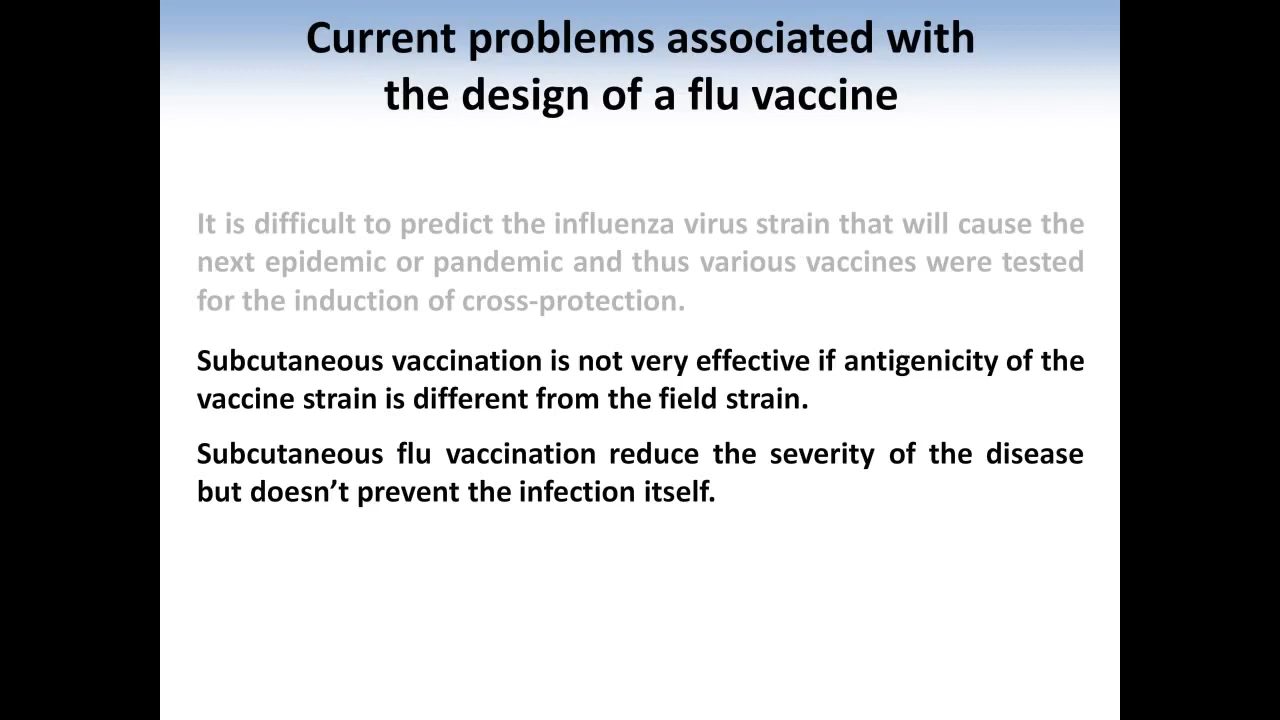 Current problems associated with
the design of a flu vaccine
It is difficult to predict the influenza virus strain that will cause the
next epidemic or pandemic and thus various vaccines were tested
for the induction of cross-protection.
Subcutaneous vaccination is not very effective if antigenicity of the
vaccine strain is different from the field strain.
Subcutaneous flu vaccination reduce the severity of the disease
but doesn’t prevent the infection itself.